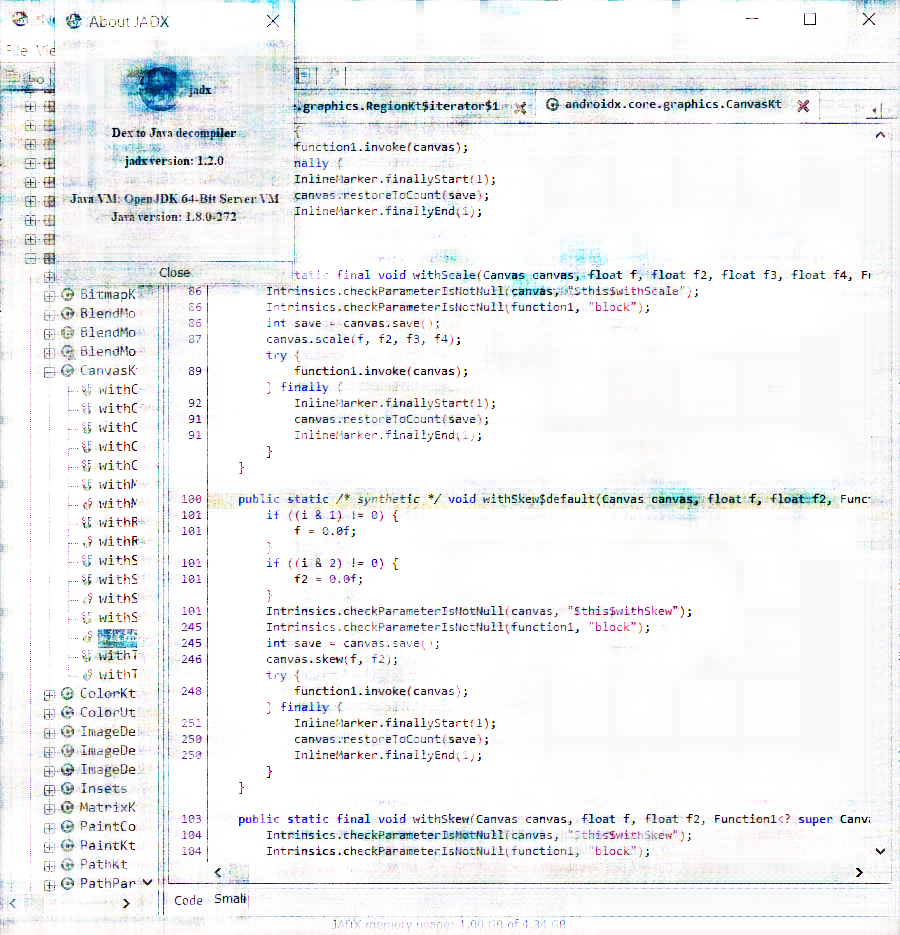 About JADX
File
jadx
Dex to Java decompiler
jadx version: 1.2.0
Java VM: OpenJDK 64-Bit Server VM
Java version: 1.8.0-272
Close
.graphics.RegionKt$iterator$1
androidx.core.graphics.CanvasKt
BitmapK
BlendMo
BlendMo
BlendMo
CanvasK
withC
withC
withC
withC
withC
withM
withM
withR
withR
withS
withS
withS
withS
withT
withT
ColorKt
ColorUt
ImageDe
ImageDe
ImageDe
Insets
MatrixK
PaintCo
PaintKt
PathKt
PathPar
{
function1.invoke(canvas);
nally {
InlineMarker.finallyStart(1);
canvas.restoreToCount(save);
InlineMarker.finallyEnd(1);
tatic final void withScale(Canvas canvas, float f, float f2, float f3, float f4, Fr
86 Intrinsics.checkParameterIsNotNull(canvas, "$this$withScale");
86 Intrinsics.checkParameterIsNotNull(function1, "block");
86 int save = canvas.save();
87 canvas.scale(f, f2, f3, f4);
try {
89 function1.invoke(canvas);
} finally {
92 InlineMarker.finallyStart(1);
91 canvas.restoreToCount(save);
91 InlineMarker.finallyEnd(1);
}
}
100 public static /* synthetic */ void withSkew$default(Canvas canvas, float f, float f2, Func
101 if ((i & 1) != 0) {
101 f = 0.0f;
}
101 if ((i & 2) != 0) {
101 f2 = 0.0f;
}
101 Intrinsics.checkParameterIsNotNull(canvas, "$this$withSkew");
245 Intrinsics.checkParameterIsNotNull(function1, "block");
245 int save = canvas.save();
246 canvas.skew(f, f2);
try {
248 function1.invoke(canvas);
} finally {
251 InlineMarker.finallyStart(1);
250 canvas.restoreToCount(save);
250 InlineMarker.finallyEnd(1);
}
}
103 public static final void withSkew(Canvas canvas, float f, float f2, Function1<? super Canva
104 Intrinsics.checkParameterIsNotNull(canvas, "$this$withSkew");
104 Intrinsics.checkParameterIsNotNull(function1, "block");
Code Smali
JADX memory usage: 1.00 GB of 4.34 GB